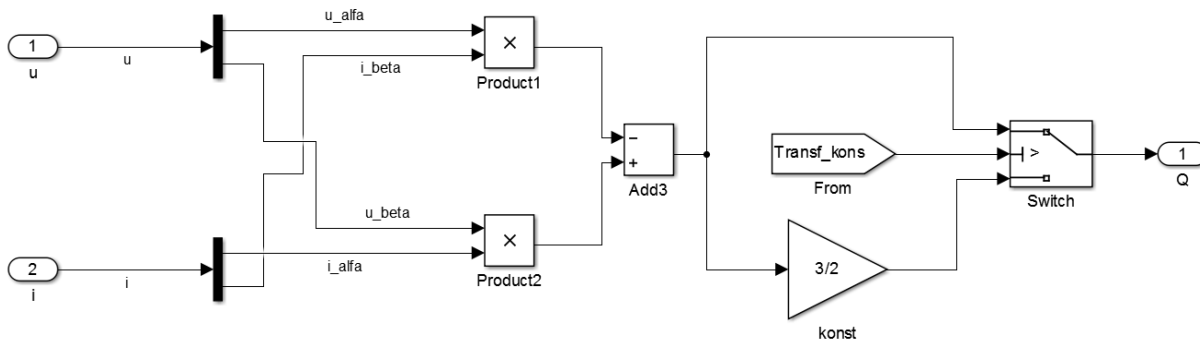 1
u
u
u_alfa
i_beta
×
Product1
−
+
Add3
Transf_kons
From
>
Switch
1
Q
2
i
i
u_beta
i_alfa
×
Product2
3/2
konst